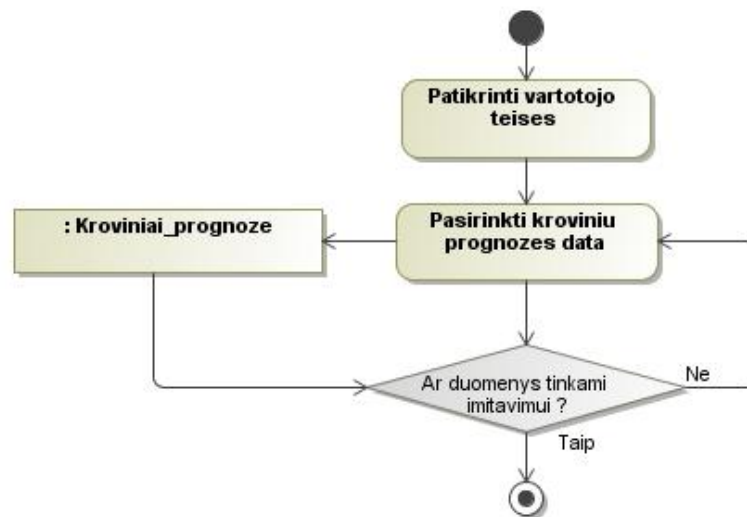 Patikrinti vartotojo
teises
Pasirinkti kroviniu
prognozes data
: Kroviniai_prognoze
Ar duomenys tinkami
imitavimui ?
Ne
Taip